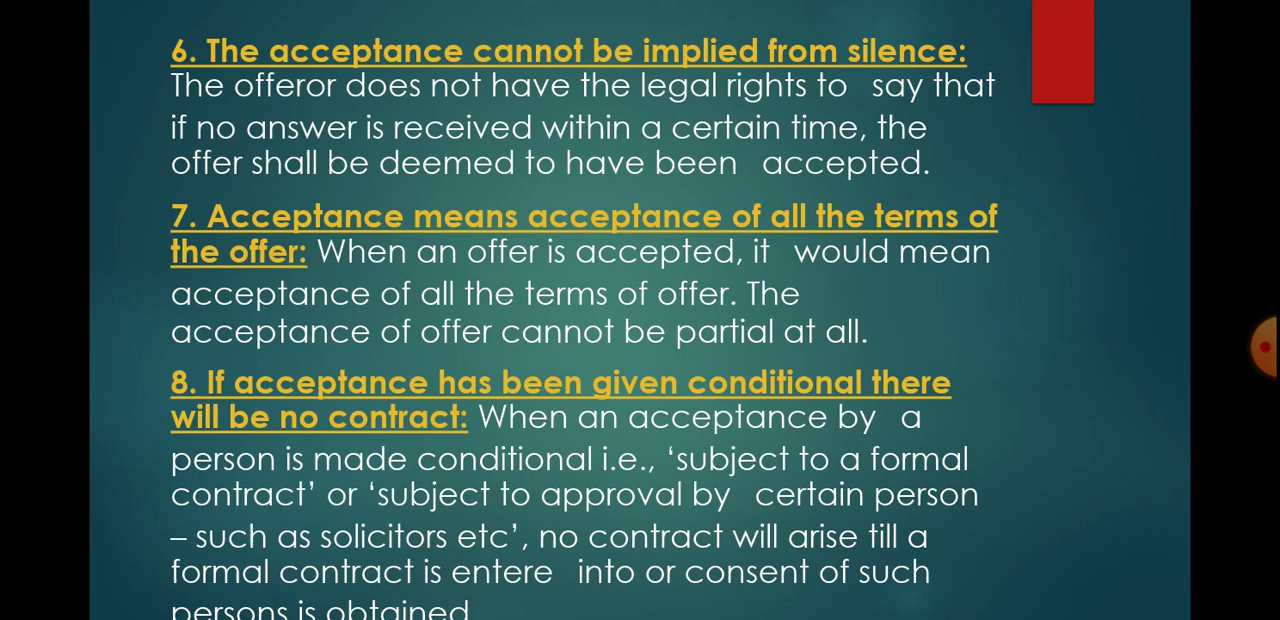 6. The acceptance cannot be implied from silence:
The offeror does not have the legal rights to say that
if no answer is received within a certain time, the
offer shall be deemed to have been accepted.
7. Acceptance means acceptance of all the terms of
the offer: When an offer is accepted, it would mean
acceptance of all the terms of offer. The
acceptance of offer cannot be partial at all.
8. If acceptance has been given conditional there
will be no contract: When an acceptance by a
person is made conditional i.e., ‘subject to a formal
contract’ or ‘subject to approval by certain person
– such as solicitors etc’, no contract will arise till a
formal contract is entere into or consent of such
persons is obtained